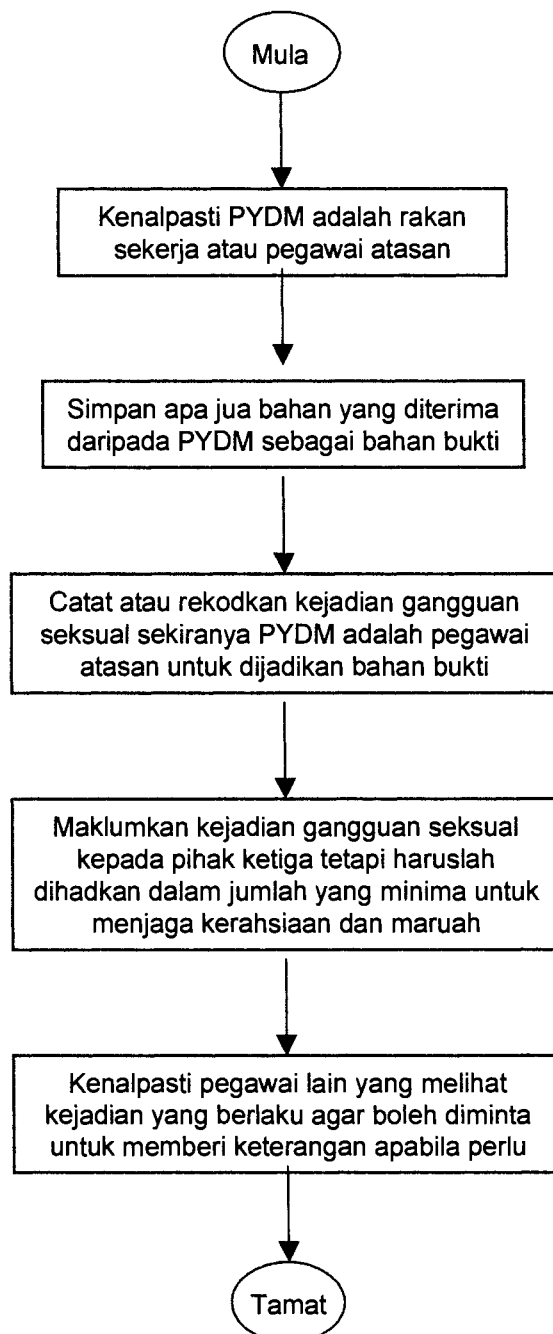 Mula
Kenalpasti PYDM adalah rakan
sekerja atau pegawai atasan
Simpan apa jua bahan yang diterima
daripada PYDM sebagai bahan bukti
Catat atau rekodkan kejadian gangguan
seksual sekiranya PYDM adalah pegawai
atasan untuk dijadikan bahan bukti
Maklumkan kejadian gangguan seksual
kepada pihak ketiga tetapi haruslah
dihadkan dalam jumlah yang minima untuk
menjaga kerahsiaan dan maruah
Kenalpasti pegawai lain yang melihat
kejadian yang berlaku agar boleh diminta
untuk memberi keterangan apabila perlu
Tamat